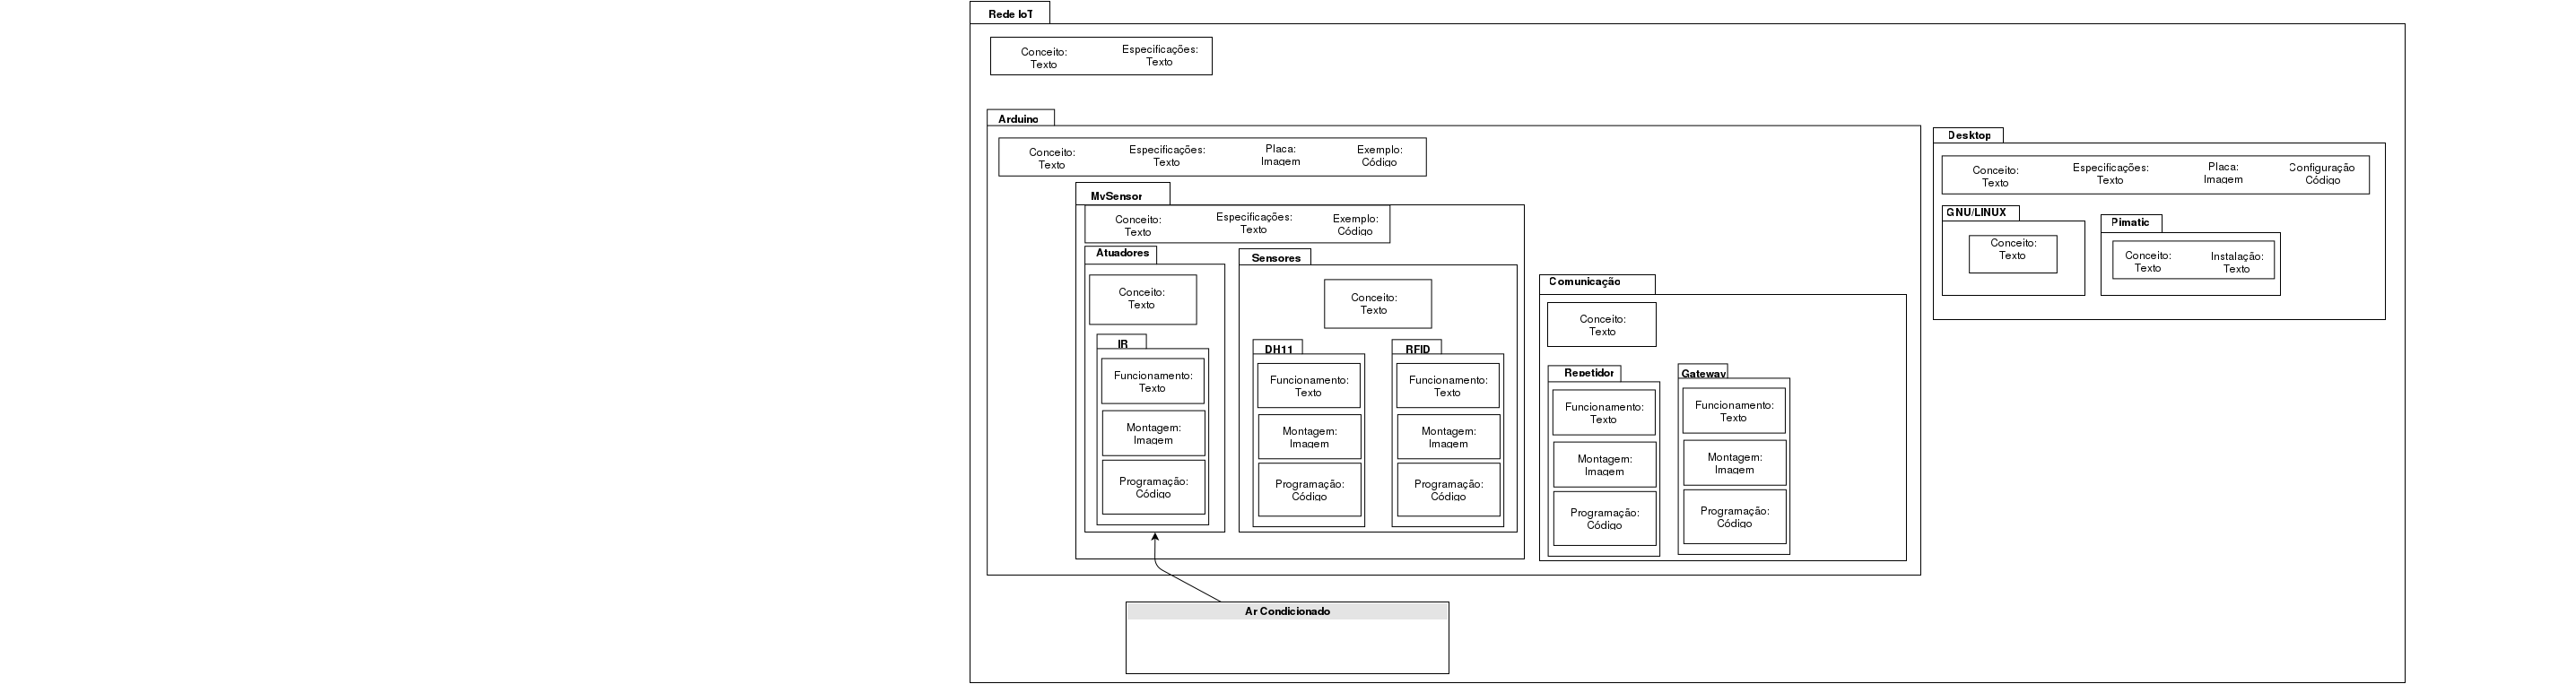 Rede IoT
Conceito:
Texto
Especificações:
Texto
Arduino
Conceito:
Texto
Especificações:
Texto
Placa:
Imagem
Exemplo:
Código
MySensor
Conceito:
Texto
Especificações:
Texto
Exemplo:
Código
Atuadores
Conceito:
Texto
IR
Funcionamento:
Texto
Montagem:
Imagem
Programação:
Código
Sensores
Conceito:
Texto
DH11
Funcionamento:
Texto
Montagem:
Imagem
Programação:
Código
RFID
Funcionamento:
Texto
Montagem:
Imagem
Programação:
Código
Comunicação
Conceito:
Texto
Repetidor
Funcionamento:
Texto
Montagem:
Imagem
Programação:
Código
Gateway
Funcionamento:
Texto
Montagem:
Imagem
Programação:
Código
Desktop
Conceito:
Texto
Especificações:
Texto
Placa:
Imagem
Configuração
Código
GNU/LINUX
Conceito:
Texto
Pimatic
Conceito:
Texto
Instalação:
Texto
Ar Condicionado